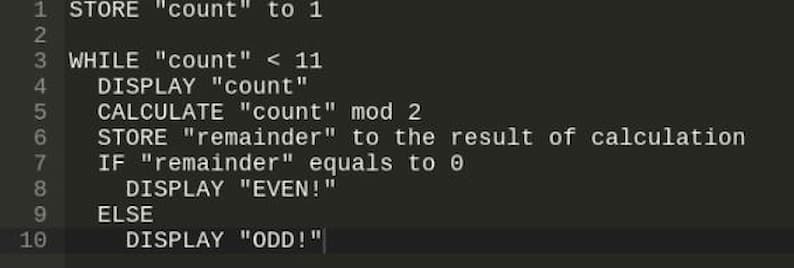 1 STORE "count" to 1
2
3 WHILE "count" < 11
4   DISPLAY "count"
5   CALCULATE "count" mod 2
6   STORE "remainder" to the result of calculation
7   IF "remainder" equals to 0
8     DISPLAY "EVEN!"
9   ELSE
10     DISPLAY "ODD!"